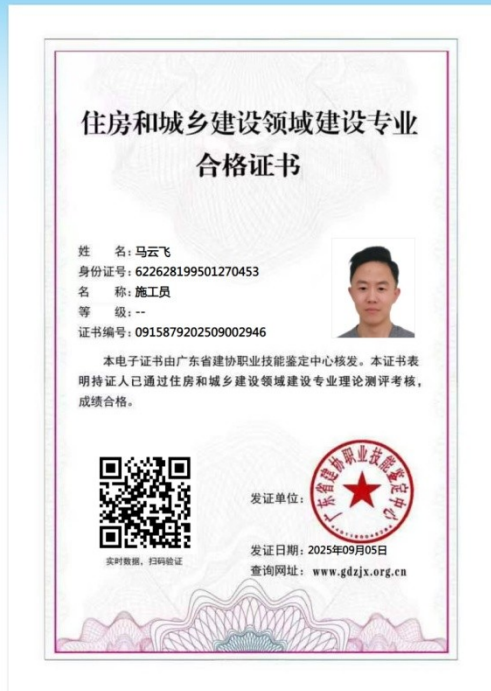 住房和城乡建设领域建设专业
合格证书
姓 名：马云飞
身份证号：622628199501270453
名 称：施工员
等 级：--
证书编号：0915879202509002946
本电子证书由广东省建协职业技能鉴定中心核发。本证书表
明持证人已通过住房和城乡建设领域建设专业理论测评考核，
成绩合格。
实时数据，扫码验证
发证单位：
广东省建协职业技能鉴定中心
发证日期：2025年09月05日
查询网址：www.gdzjx.org.cn